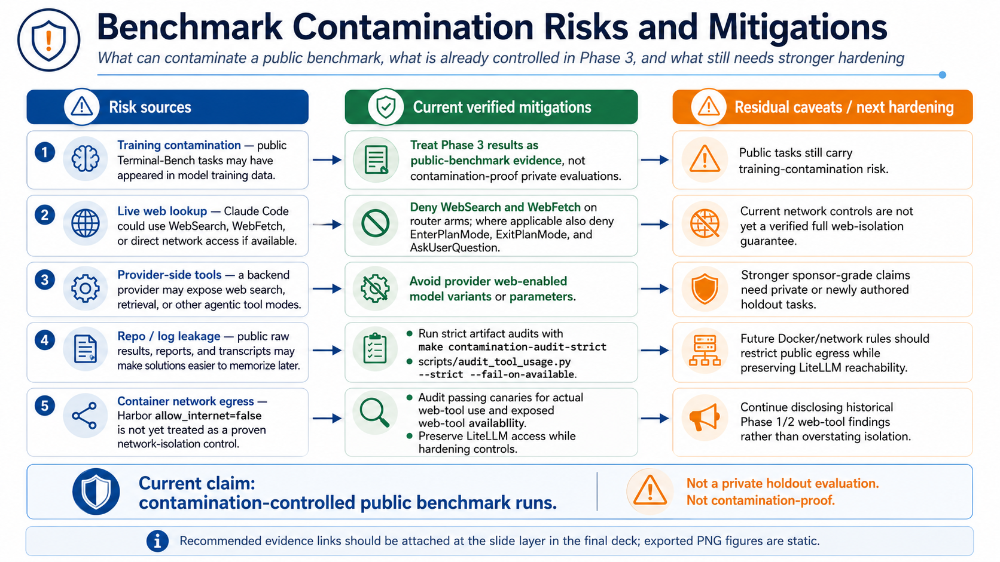 Benchmark Contamination Risks and Mitigations
What can contaminate a public benchmark, what is already controlled in Phase 3, and what still needs stronger hardening
Risk sources
Current verified mitigations
Residual caveats / next hardening
1
Training contamination — public
Terminal-Bench tasks may have
appeared in model training data.
Treat Phase 3 results as
public-benchmark evidence, not
contamination-proof private evaluations.
Public tasks still carry
training-contamination risk.
2
Live web lookup — Claude Code
could use WebSearch, WebFetch,
or direct network access if available.
Deny WebSearch and WebFetch on
router arms; where applicable also deny
EnterPlanMode, ExitPlanMode, and
AskUserQuestion.
Current network controls are not
yet a verified full web-isolation
guarantee.
3
Provider-side tools — a backend
provider may expose web search,
retrieval, or other agentic tool modes.
Avoid provider web-enabled
model variants or parameters.
Stronger sponsor-grade claims
need private or newly authored
holdout tasks.
4
Repo / log leakage — public raw
results, reports, and transcripts may
make solutions easier to memorize later.
Run strict artifact audits with
make contamination-audit-strict
scripts/audit_tool_usage.py
--strict --fail-on-available.
Future Docker/network rules should
restrict public egress while
preserving LiteLLM reachability.
5
Container network egress —
Harbor allow_internet=false
is not yet treated as a proven
network-isolation control.
Audit passing canaries for actual
web-tool use and exposed
web-tool availability.
Preserve LiteLLM access while
hardening controls.
Continue disclosing historical
Phase 1/2 web-tool findings
rather than overstating isolation.
Current claim:
contamination-controlled public benchmark runs.
Not a private holdout evaluation.
Not contamination-proof.
Recommended evidence links should be attached at the slide layer in the final deck; exported PNG figures are static.